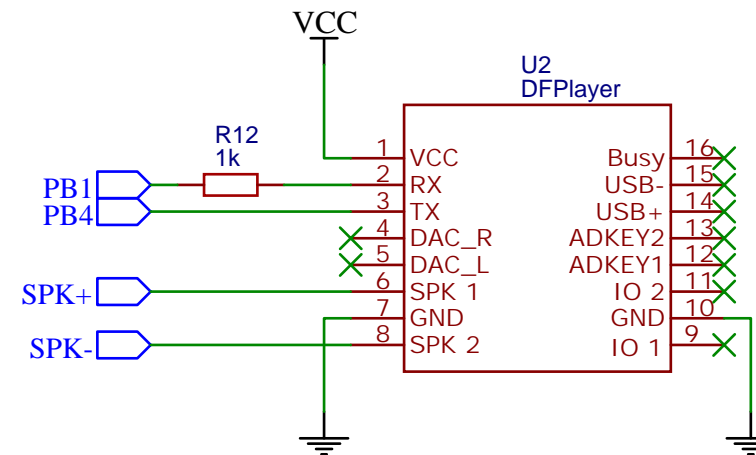 VCC
U2
DFPlayer
R12
1k
PB1
PB4
SPK+
SPK-
1 VCC
2 RX
3 TX
4 DAC_R
5 DAC_L
6 SPK 1
7 GND
8 SPK 2
Busy 16
USB- 15
USB+ 14
ADKEY2 13
ADKEY1 12
IO 2 11
GND 10
IO 1 9